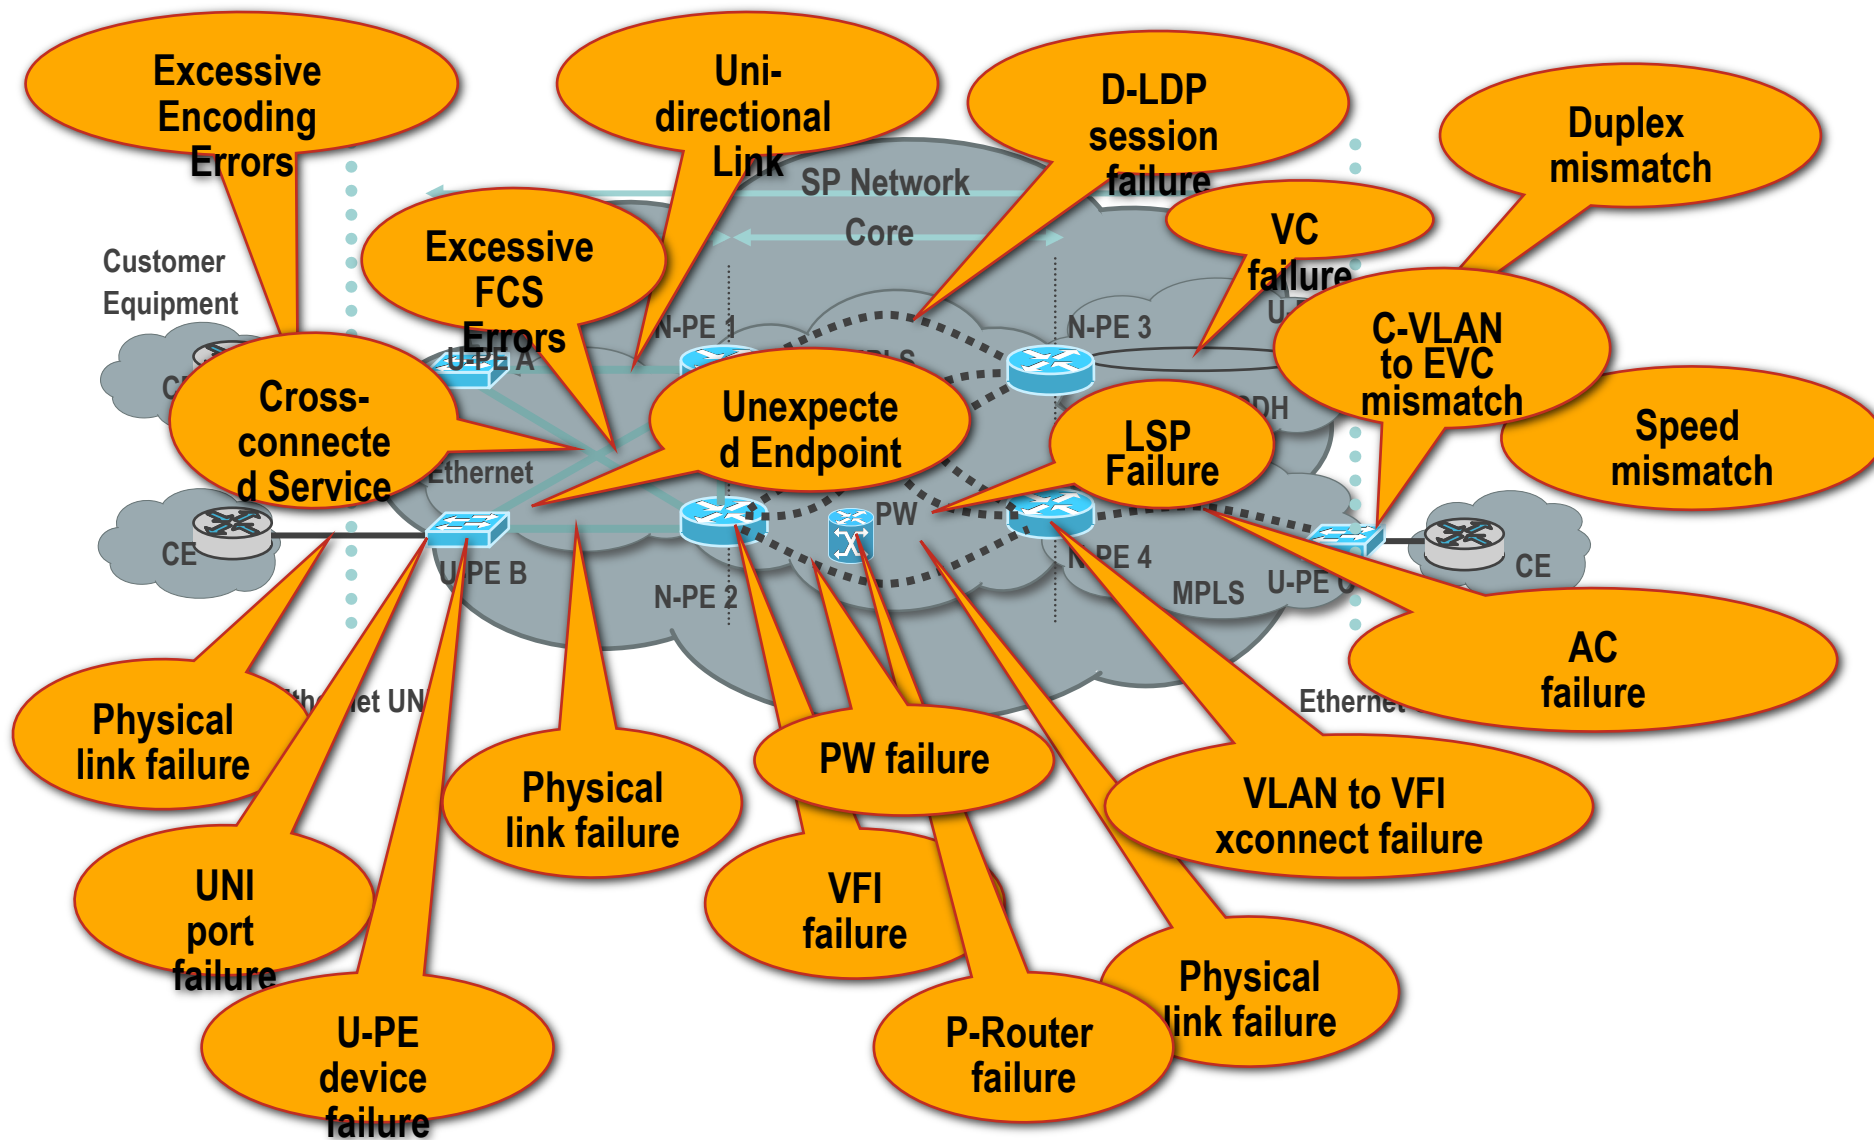 Excessive
Encoding
Errors
Uni-
directional
Link
D-LDP
session
failure
Duplex
mismatch
SP Network
Core
VC
failure
Customer
Equipment
Excessive
FCS
Errors
N-PE 1
N-PE 3
C-VLAN
to EVC
mismatch
U-PE A
Cross-
connecte
d Service
Unexpecte
d Endpoint
LSP
Failure
Speed
mismatch
Ethernet
PW
CE
U-PE B
N-PE 2
N-PE 4
MPLS
U-PE C
CE
AC
failure
Physical
link failure
Ethernet
PW failure
Physical
link failure
VLAN to VFI
xconnect failure
UNI
port
failure
VFI
failure
Physical
link failure
U-PE
device
failure
P-Router
failure